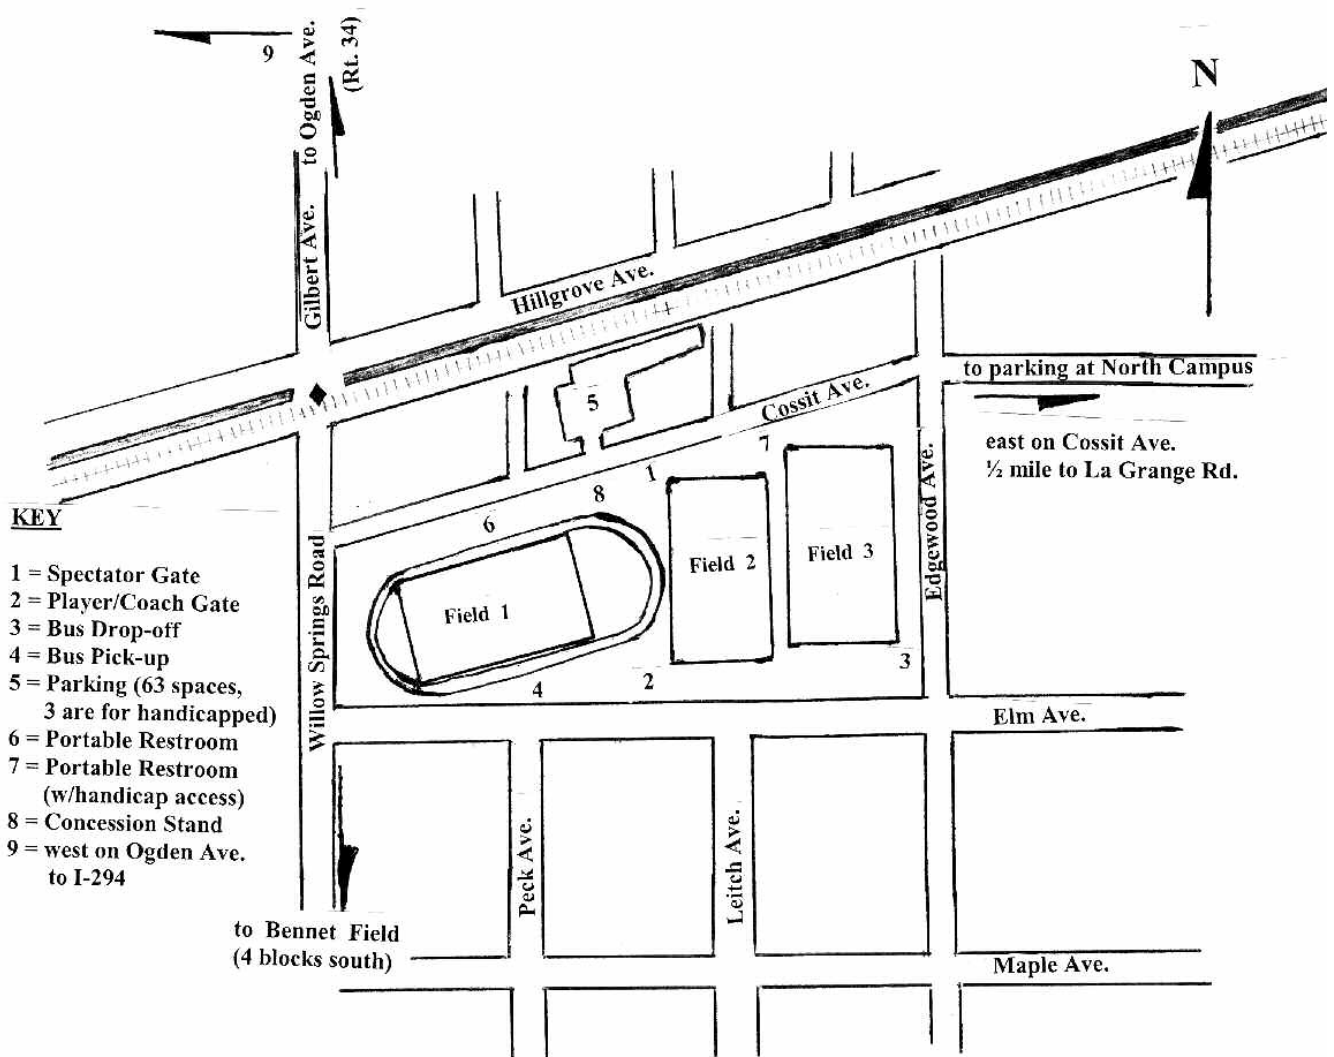 9
to Ogden Ave.
(Rt. 34)
N
Gilbert Ave.
Hillgrove Ave.
to parking at North Campus
5
Cossit Ave.
east on Cossit Ave.
½ mile to La Grange Rd.
7
1
8
6
KEY
1 = Spectator Gate
2 = Player/Coach Gate
3 = Bus Drop-off
4 = Bus Pick-up
5 = Parking (63 spaces,
3 are for handicapped)
6 = Portable Restroom
7 = Portable Restroom
(w/handicap access)
8 = Concession Stand
9 = west on Ogden Ave.
to I-294
Willow Springs Road
Field 1
Field 2
Field 3
Edgewood Ave.
3
2
4
Elm Ave.
Peck Ave.
Leitch Ave.
to Bennet Field
(4 blocks south)
Maple Ave.